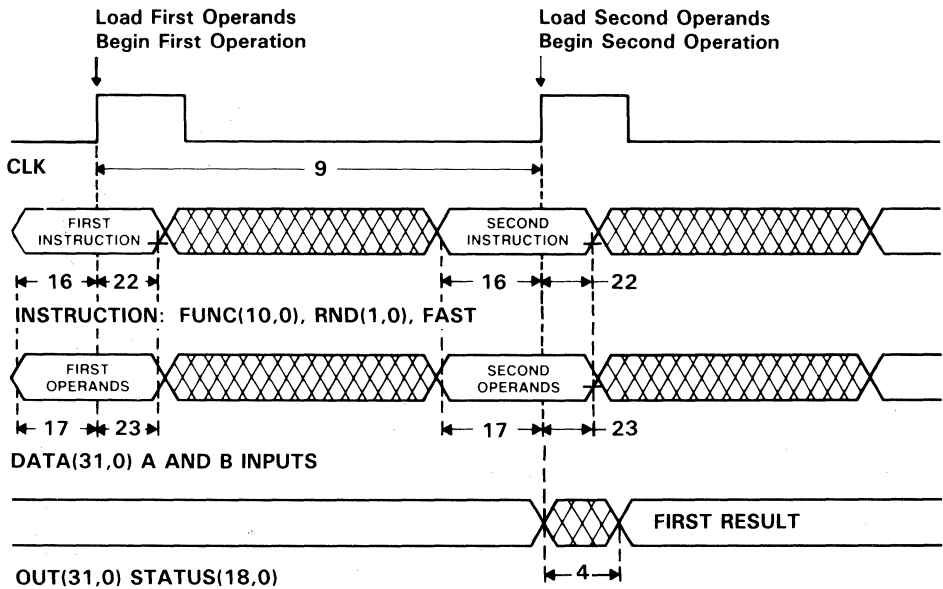 Load First Operands
Begin First Operation
Load Second Operands
Begin Second Operation
CLK
9
FIRST
INSTRUCTION
SECOND
INSTRUCTION
16 22 16 22
INSTRUCTION: FUNC(10,0), RND(1,0), FAST
FIRST
OPERANDS
SECOND
OPERANDS
17 23 17 23
DATA(31,0) A AND B INPUTS
FIRST RESULT
OUT(31,0) STATUS(18,0)
4